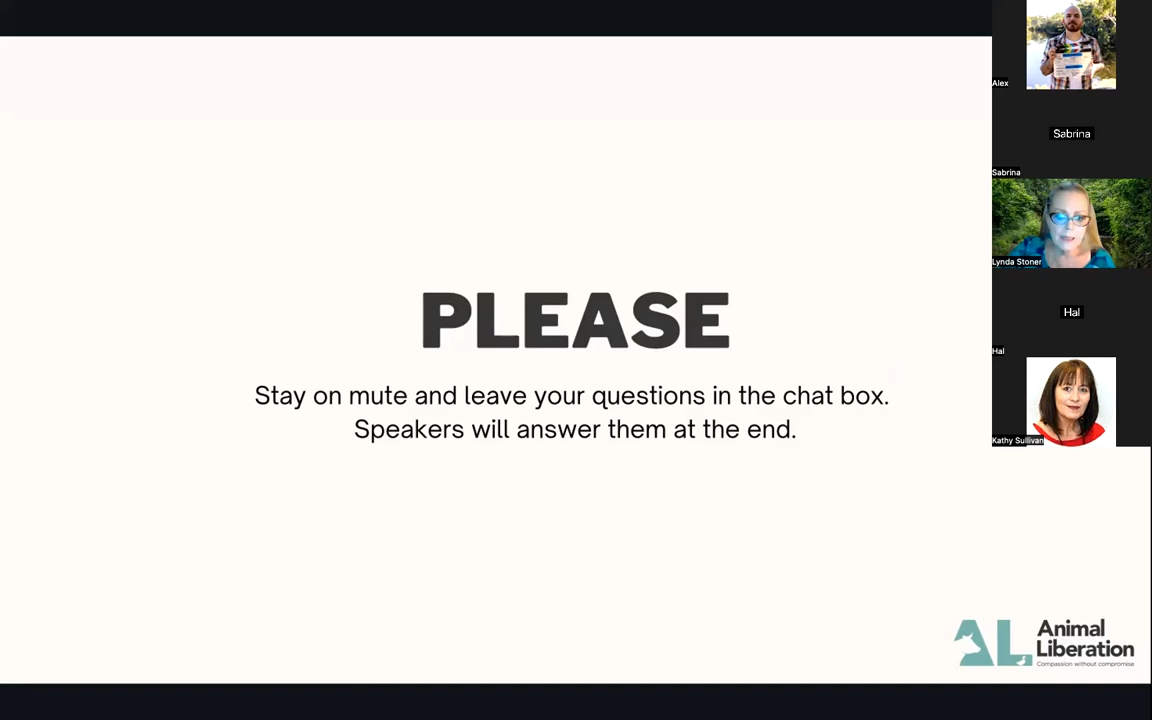 PLEASE
Stay on mute and leave your questions in the chat box.
Speakers will answer them at the end.
Alex
Sabrina
Sabrina
Lynda Stoner
Hal
Hal
Kathy Sullivan
AL
Animal
Liberation
Compassion without compromise